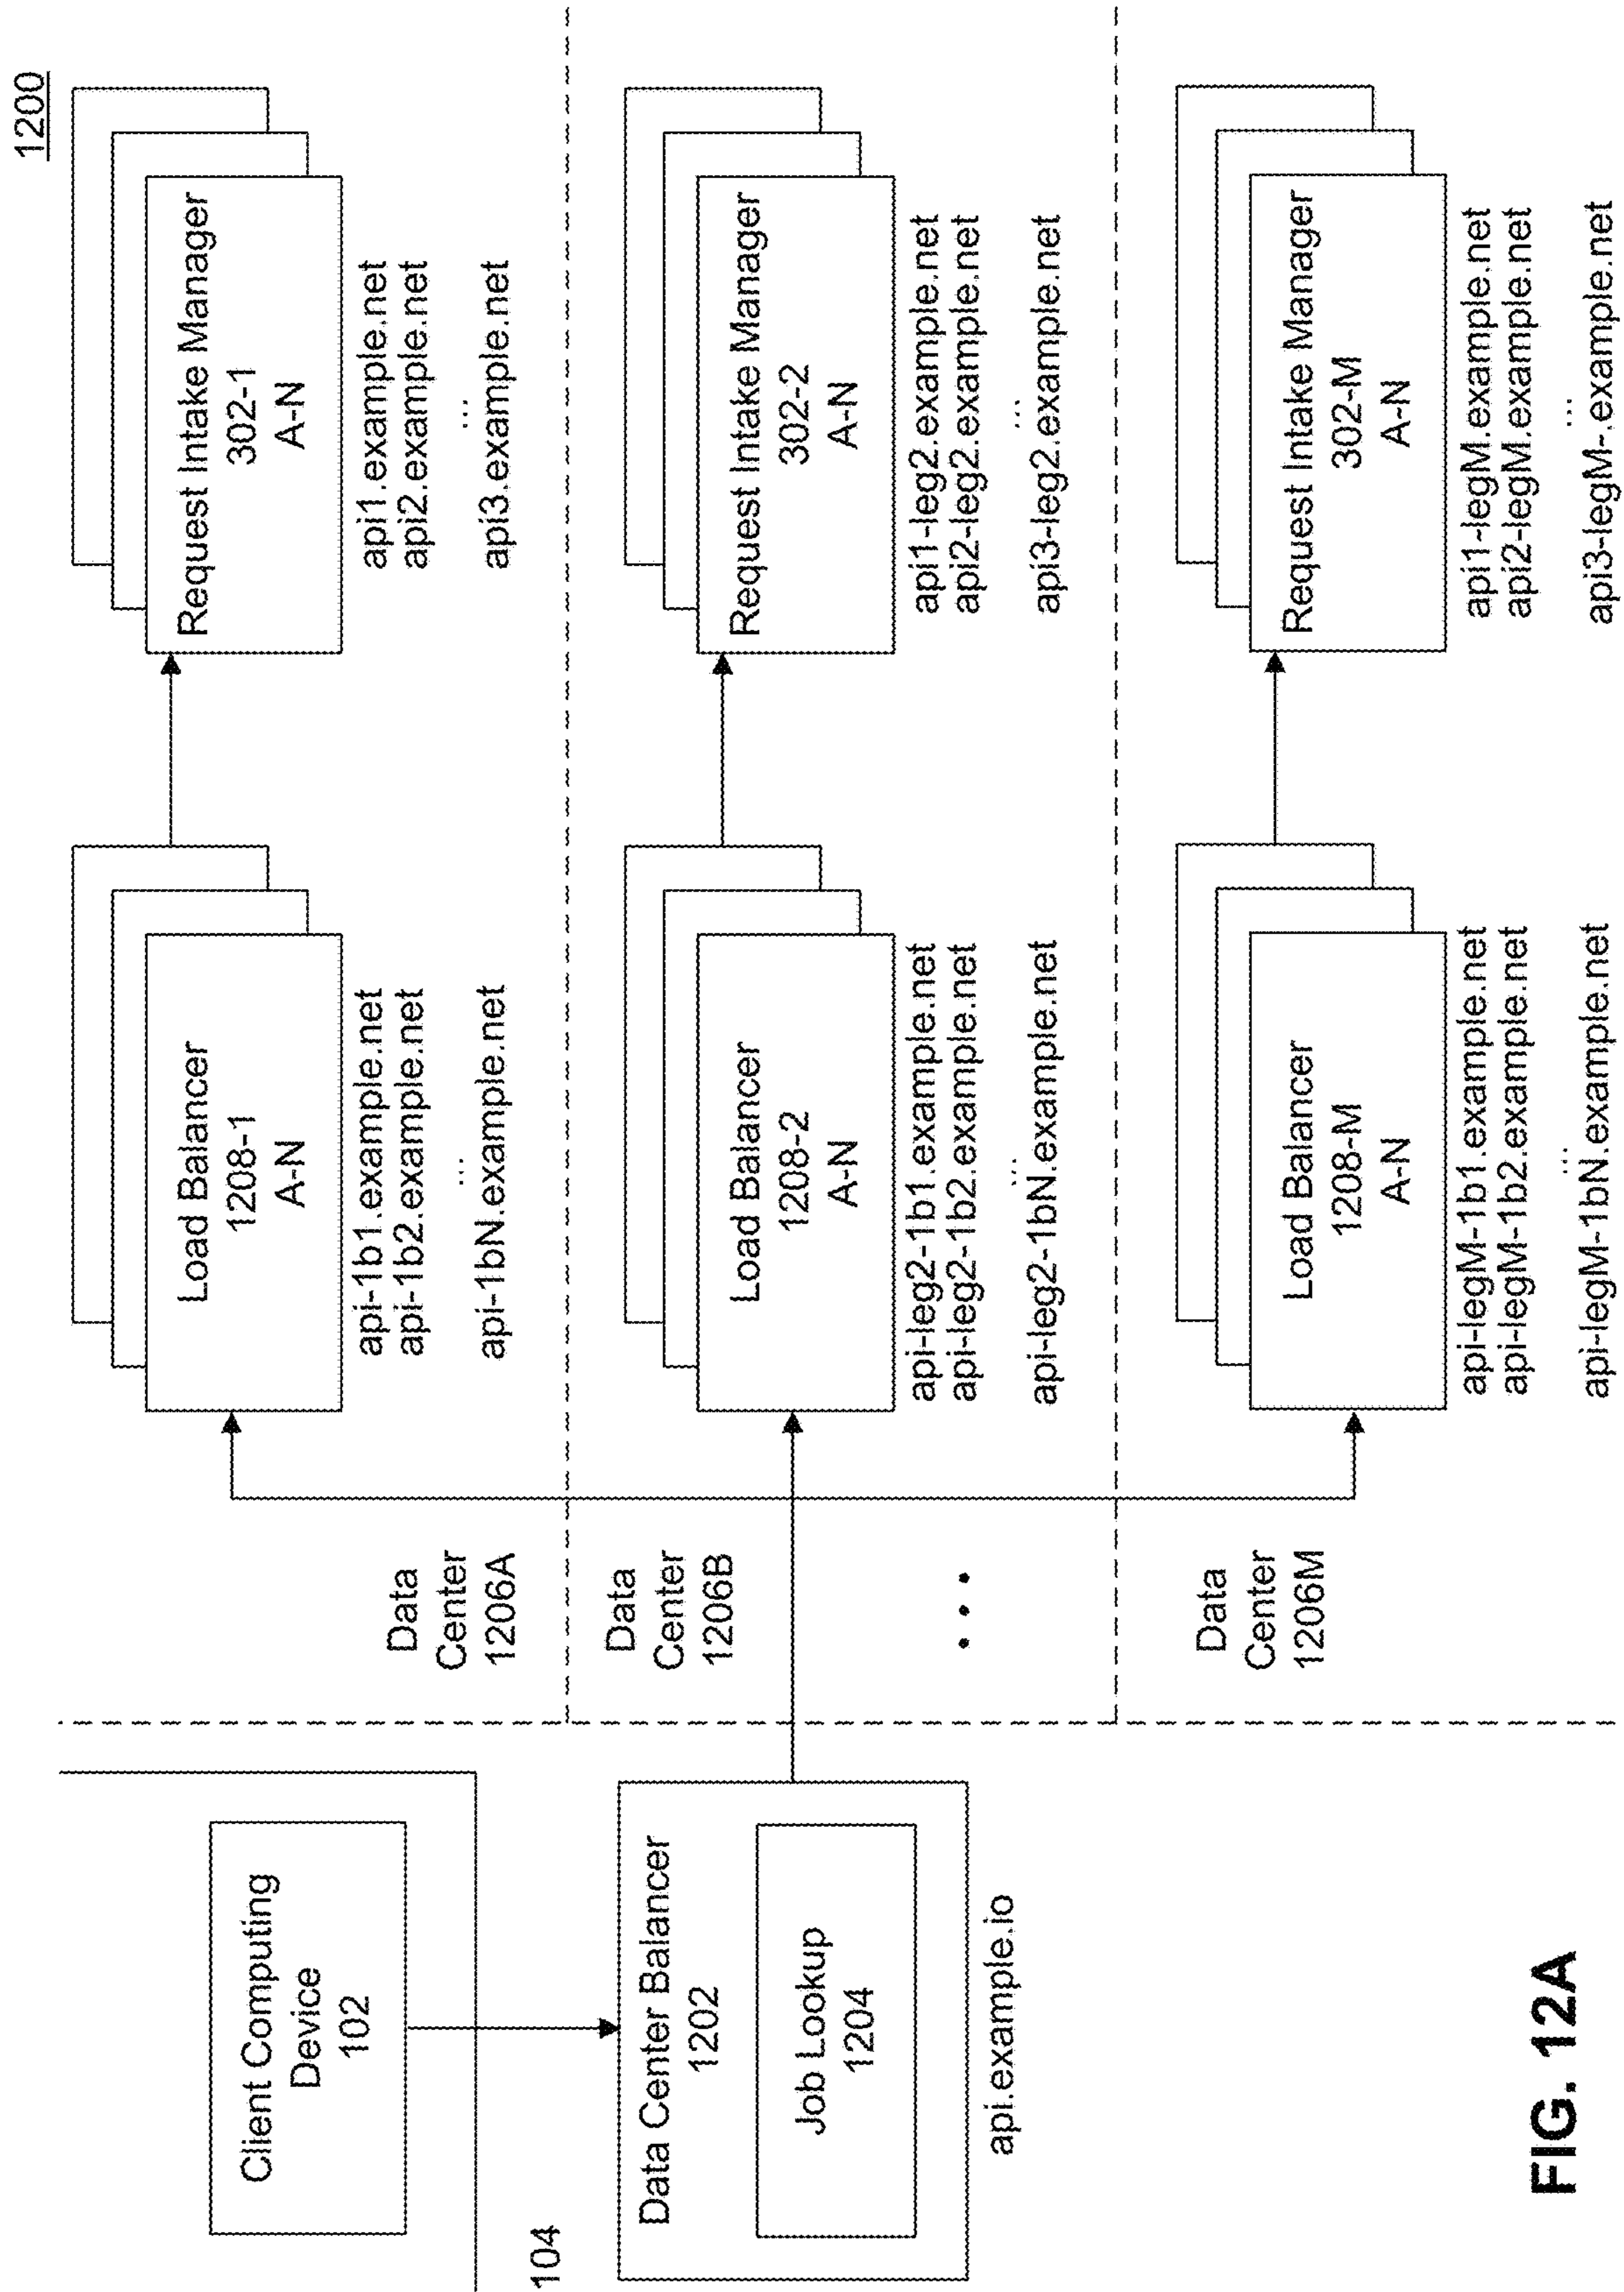 1200
Client Computing
Device
102
104
Data Center Balancer
1202
Job Lookup
1204
api.example.io
Data
Center
1206A
Load Balancer
1208-1
A-N
api-1b1.example.net
api-1b2.example.net
...
api-1bN.example.net
Request Intake Manager
302-1
A-N
api1.example.net
api2.example.net
...
api3.example.net
Data
Center
1206B
Load Balancer
1208-2
A-N
api-leg2-1b1.example.net
api-leg2-1b2.example.net
...
api-leg2-1bN.example.net
Request Intake Manager
302-2
A-N
api1-leg2.example.net
api2-leg2.example.net
...
api3-leg2.example.net
• • •
Data
Center
1206M
Load Balancer
1208-M
A-N
api-legM-1b1.example.net
api-legM-1b2.example.net
...
api-legM-1bN.example.net
Request Intake Manager
302-M
A-N
api1-legM.example.net
api2-legM.example.net
...
api3-legM-.example.net
FIG. 12A